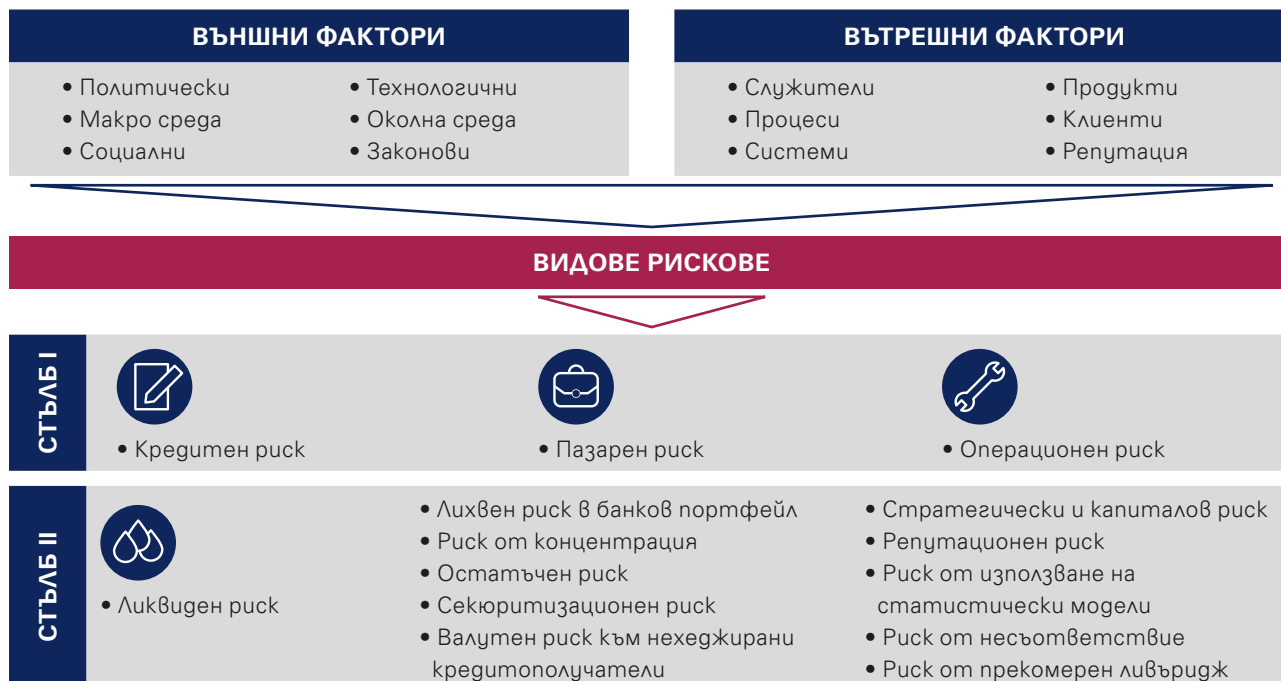 ВЪНШНИ ФАКТОРИ
• Политически
• Макро среда
• Социални
• Технологични
• Околна среда
• Законови
ВЪТРЕШНИ ФАКТОРИ
• Служители
• Процеси
• Системи
• Продукти
• Клиенти
• Репутация
ВИДОВЕ РИСКОВЕ
СТЪЛБ I
• Кредитен риск
• Пазарен риск
• Операционен риск
СТЪЛБ II
• Ликвиден риск
• Лихвен риск в банков портфейл
• Риск от концентрация
• Остатъчен риск
• Секюритизационен риск
• Валутен риск към нехеджирани
кредитополучатели
• Стратегически и капиталов риск
• Репутационен риск
• Риск от използване на
статистически модели
• Риск от несъответствие
• Риск от прекомерен ливъридж